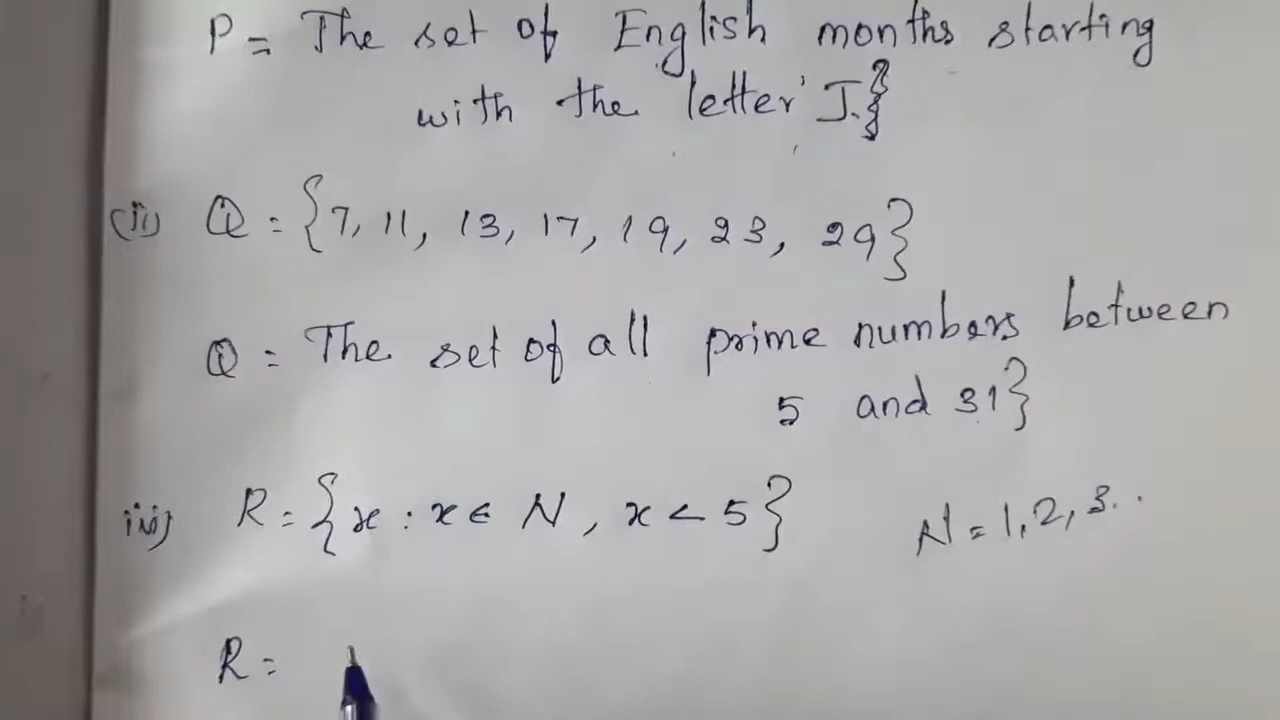 P = The set of English months starting
with the letter 'J.}
(ii) Q = {7, 11, 13, 17, 19, 23, 29}
Q = The set of all prime numbers between
5 and 31}
iii) R = {x : x ∈ N, x < 5} N = 1, 2, 3..
R =